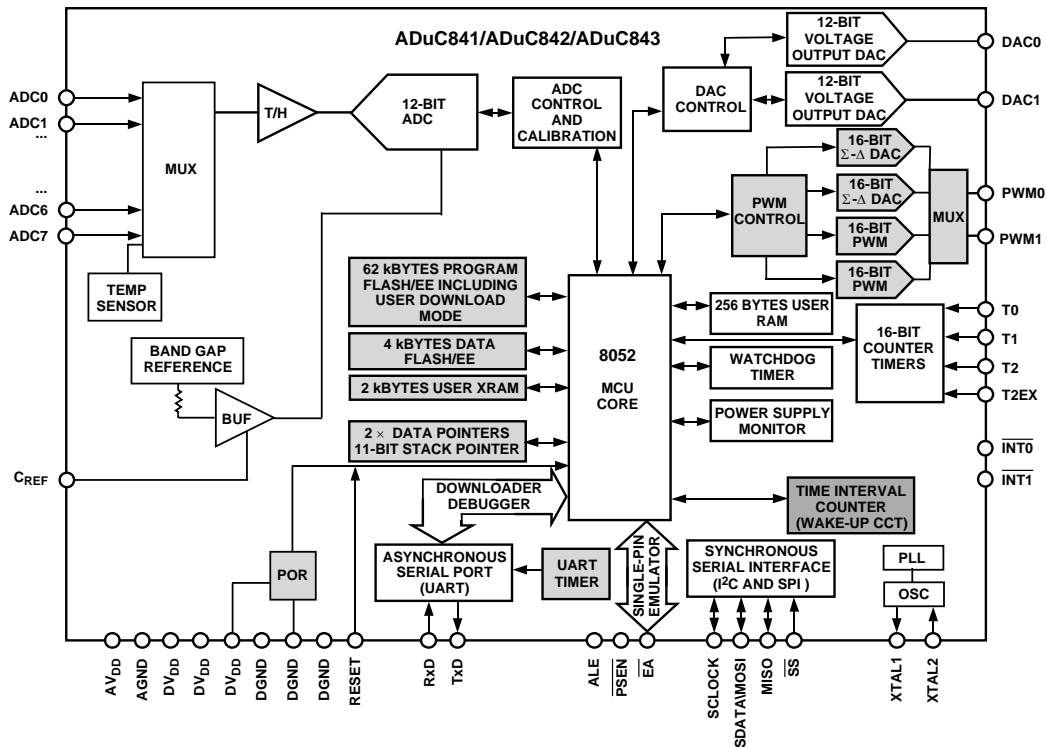 ADuC841/ADuC842/ADuC843
ADC0
ADC1
...
...
ADC6
ADC7
MUX
TEMP
SENSOR
T/H
12-BIT
ADC
ADC
CONTROL
AND
CALIBRATION
DAC
CONTROL
12-BIT
VOLTAGE
OUTPUT DAC
DAC0
12-BIT
VOLTAGE
OUTPUT DAC
DAC1
PWM
CONTROL
16-BIT
Σ-Δ DAC
16-BIT
Σ-Δ DAC
16-BIT
PWM
16-BIT
PWM
MUX
PWM0
PWM1
BAND GAP
REFERENCE
BUF
CREF
62 kBYTES PROGRAM
FLASH/EE INCLUDING
USER DOWNLOAD
MODE
4 kBYTES DATA
FLASH/EE
2 kBYTES USER XRAM
2 × DATA POINTERS
11-BIT STACK POINTER
8052
MCU
CORE
256 BYTES USER
RAM
WATCHDOG
TIMER
POWER SUPPLY
MONITOR
16-BIT
COUNTER
TIMERS
T0
T1
T2
T2EX
INT0
INT1
TIME INTERVAL
COUNTER
(WAKE-UP CCT)
DOWNLOADER
DEBUGGER
POR
ASYNCHRONOUS
SERIAL PORT
(UART)
UART
TIMER
SINGLE-PIN
EMULATOR
SYNCHRONOUS
SERIAL INTERFACE
(I²C AND SPI )
PLL
OSC
AVDD
AGND
DVDD
DVDD
DVDD
DGND
DGND
DGND
RESET
RxD
TxD
ALE
PSEN
EA
SCLOCK
SDATA\MOSI
MISO
SS
XTAL1
XTAL2